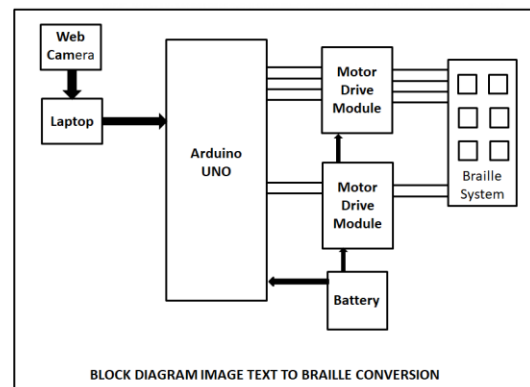 Web
Camera
Laptop
Arduino
UNO
Motor
Drive
Module
Motor
Drive
Module
Battery
Braille
System
BLOCK DIAGRAM IMAGE TEXT TO BRAILLE CONVERSION